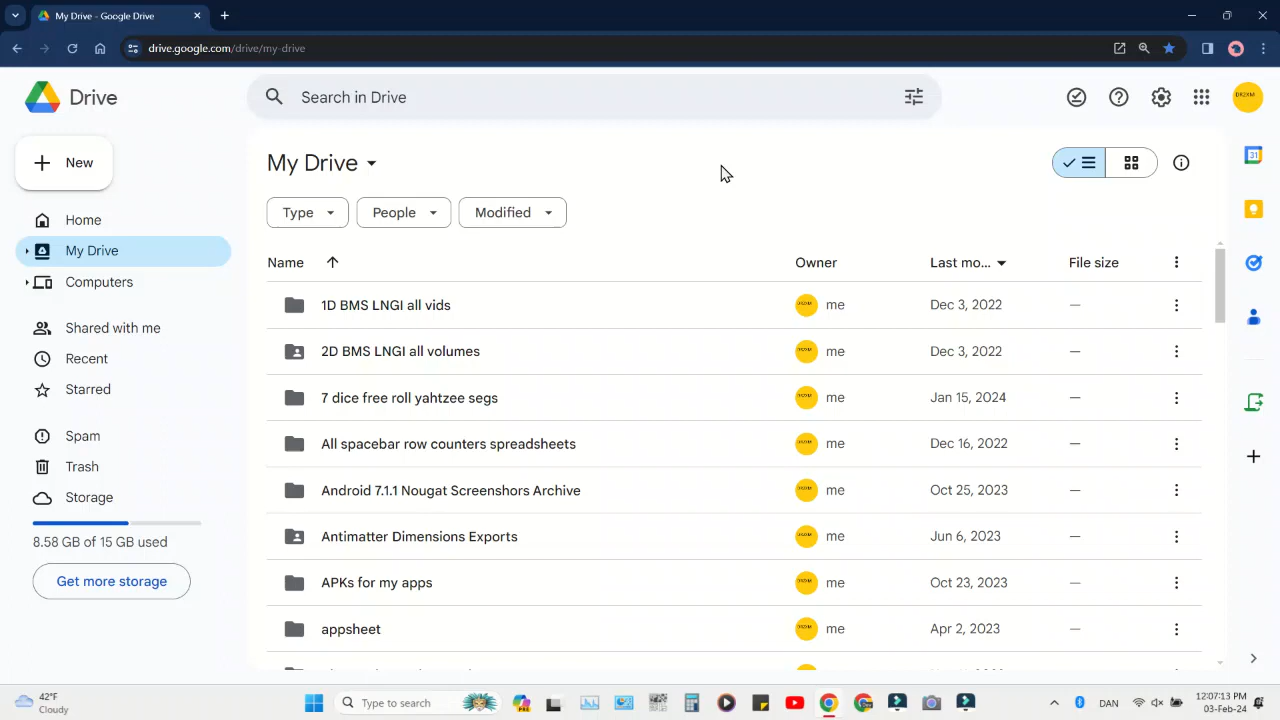 My Drive - Google Drive
drive.google.com/drive/my-drive
Drive
Search in Drive
New
My Drive
Type
People
Modified
Home
My Drive
Computers
Shared with me
Recent
Starred
Spam
Trash
Storage
8.58 GB of 15 GB used
Get more storage
Name
Owner
Last mo...
File size
1D BMS LNGI all vids
me
Dec 3, 2022
—
2D BMS LNGI all volumes
me
Dec 3, 2022
—
7 dice free roll yahtzee segs
me
Jan 15, 2024
—
All spacebar row counters spreadsheets
me
Dec 16, 2022
—
Android 7.1.1 Nougat Screenshors Archive
me
Oct 25, 2023
—
Antimatter Dimensions Exports
me
Jun 6, 2023
—
APKs for my apps
me
Oct 23, 2023
—
appsheet
me
Apr 2, 2023
—
31
42°F
Cloudy
Type to search
PRE
DAN
12:07:13 PM
03-Feb-24